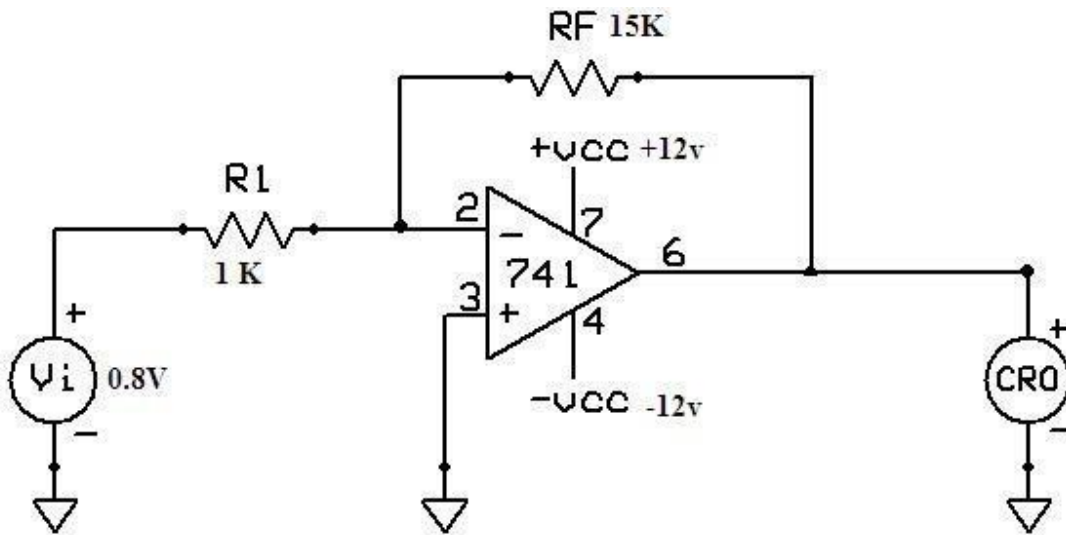 RF 15K
+VCC +12v
R1
2
7
-
6
1 K
741
3
+
4
+
Vi
0.8V
-
-VCC -12v
+
CRO
-